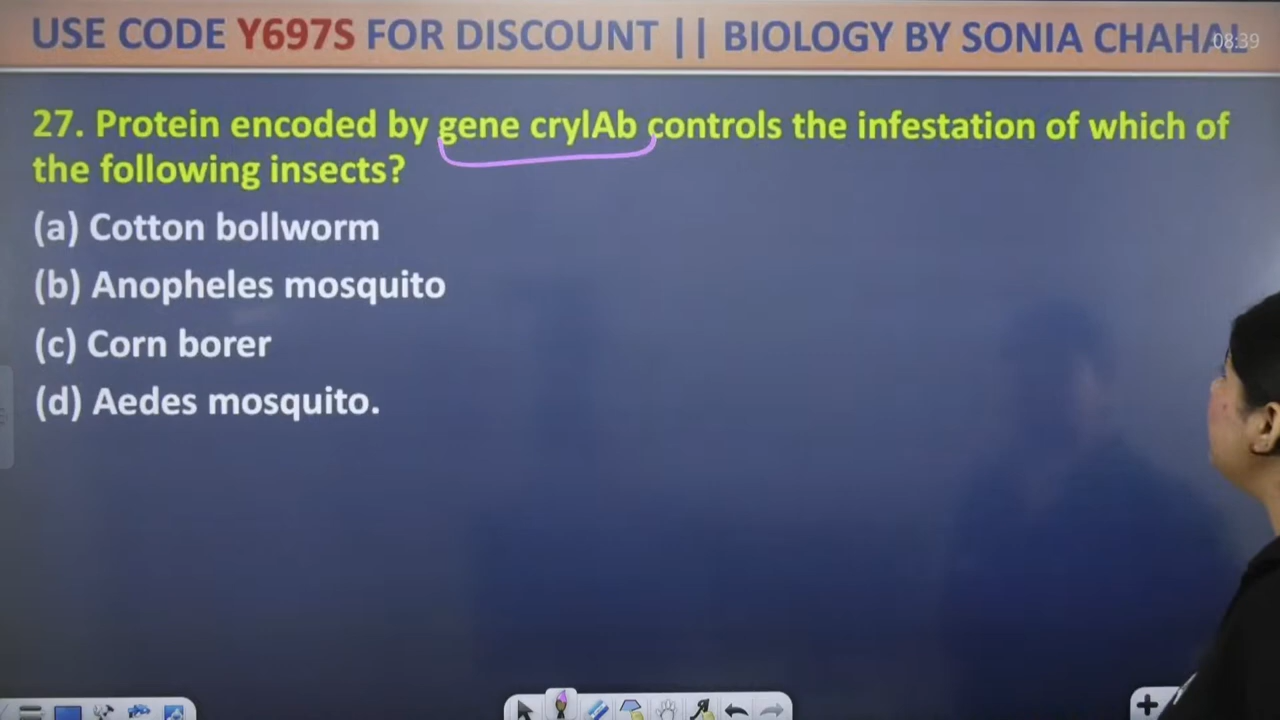 USE CODE Y697S FOR DISCOUNT || BIOLOGY BY SONIA CHAHAL
08:39
27. Protein encoded by gene crylAb controls the infestation of which of
the following insects?
(a) Cotton bollworm
(b) Anopheles mosquito
(c) Corn borer
(d) Aedes mosquito.